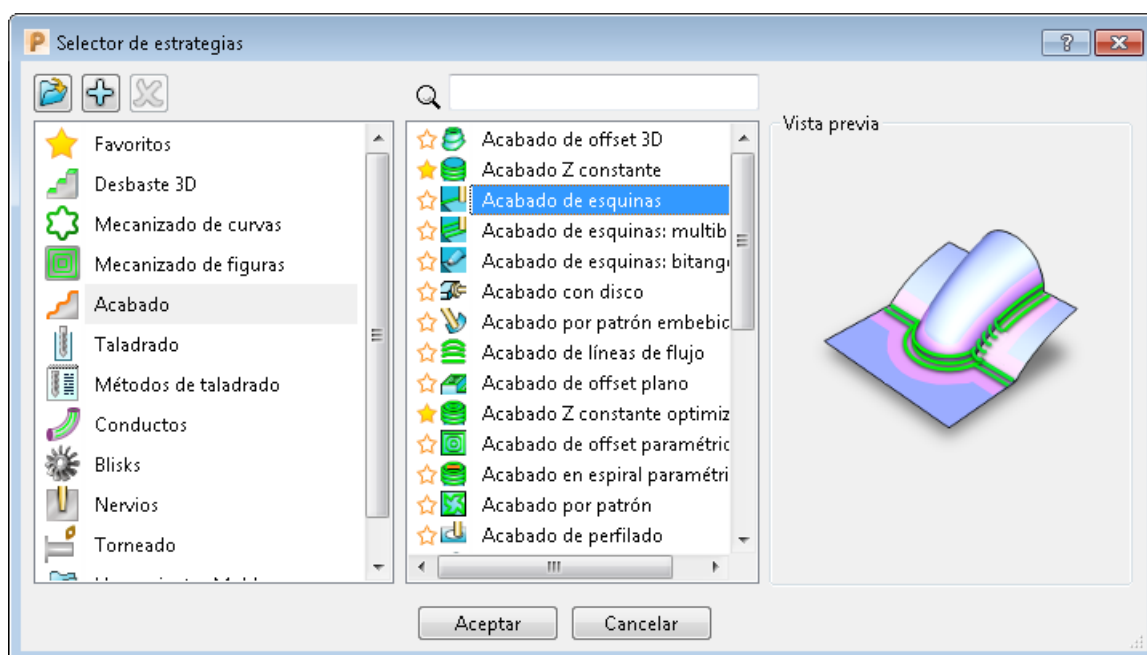 Selector de estrategias
Favoritos
Desbaste 3D
Mecanizado de curvas
Mecanizado de figuras
Acabado
Taladrado
Métodos de taladrado
Conductos
Blisks
Nervios
Torneado
Acabado de offset 3D
Acabado Z constante
Acabado de esquinas
Acabado de esquinas: multib
Acabado de esquinas: bitang
Acabado con disco
Acabado por patrón embebic
Acabado de líneas de flujo
Acabado de offset plano
Acabado Z constante optimiz
Acabado de offset paramétric
Acabado en espiral paramétri
Acabado por patrón
Acabado de perfilado
Vista previa
Aceptar
Cancelar